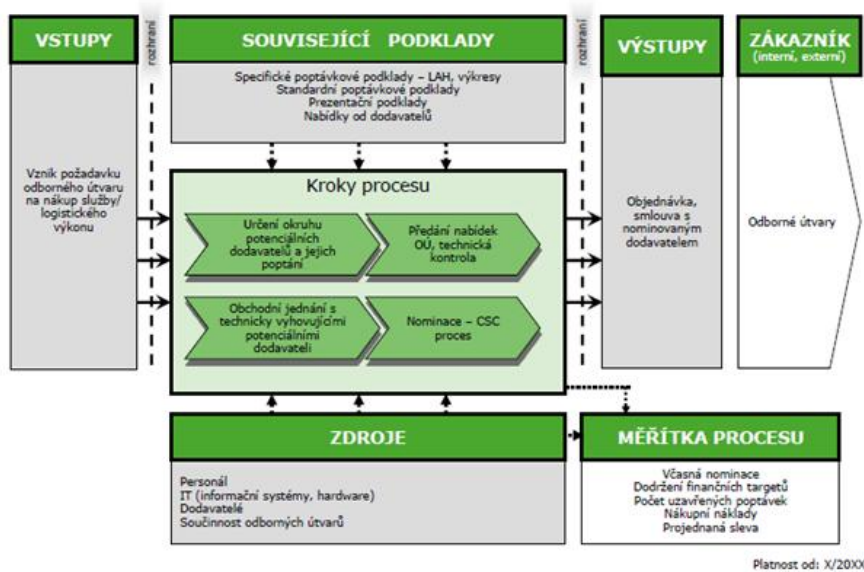 VSTUPY
rozhraní
SOUVISEJÍCÍ PODKLADY
rozhraní
VÝSTUPY
ZÁKAZNÍK
(interní, externí)
Specifické poptávkové podklady – LAH, výkresy
Standardní poptávkové podklady
Prezentační podklady
Nabídky od dodavatelů
Vznik požadavku
odborného útvaru
na nákup služby/
logistického
výkonu
Kroky procesu
Určení okruhu
potenciálních
dodavatelů a jejich
poptání
Předání nabídek
OÚ, technická
kontrola
Obchodní jednání s
technicky vyhovujícími
potenciálními
dodavateli
Nominace – CSC
proces
Objednávka,
smlouva s
nominovaným
dodavatelem
Odborné útvary
ZDROJE
Personál
IT (informační systémy, hardware)
Dodavatelé
Součinnost odborných útvarů
MĚŘÍTKA PROCESU
Včasná nominace
Dodržení finančních targetů
Počet uzavřených poptávek
Nákupní náklady
Projednaná sleva
Platnost od: X/20XX